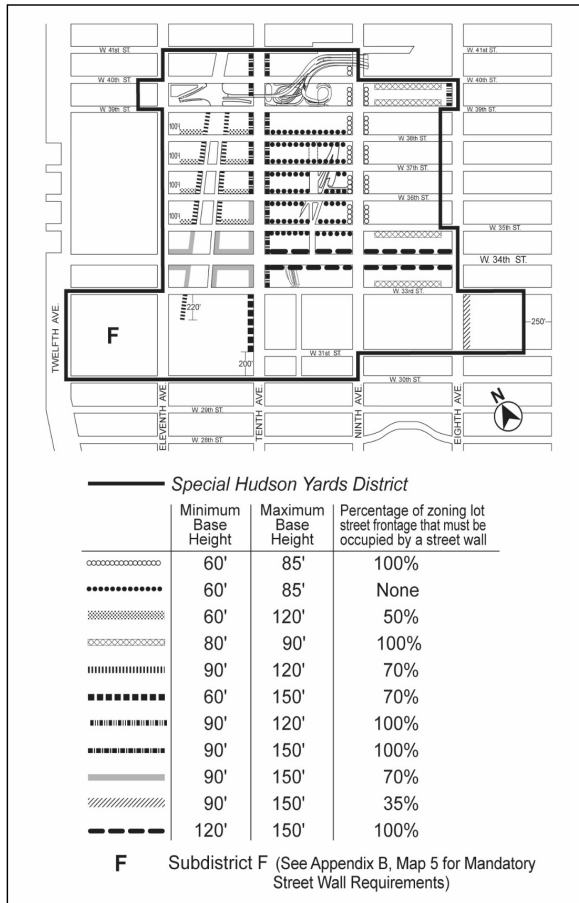 W. 41st ST.
W. 41st ST.
W. 40th ST.
W. 40th ST.
W. 39th ST.
W. 39th ST.
100'
W. 38th ST.
100'
W. 37th ST.
100'
W. 36th ST.
100'
W. 35th ST.
W. 34th ST.
W. 33rd ST.
220'
F
250'
200'
W. 31st ST.
W. 30th ST.
W. 29th ST.
W. 28th ST.
TWELFTH AVE.
ELEVENTH AVE.
TENTH AVE.
NINTH AVE.
EIGHTH AVE.
N
Special Hudson Yards District
Minimum Base Height
Maximum Base Height
Percentage of zoning lot street frontage that must be occupied by a street wall
60' 85' 100%
60' 85' None
60' 120' 50%
80' 90' 100%
90' 120' 70%
60' 150' 70%
90' 120' 100%
90' 150' 100%
90' 150' 70%
90' 150' 35%
120' 150' 100%
F Subdistrict F (See Appendix B, Map 5 for Mandatory
Street Wall Requirements)